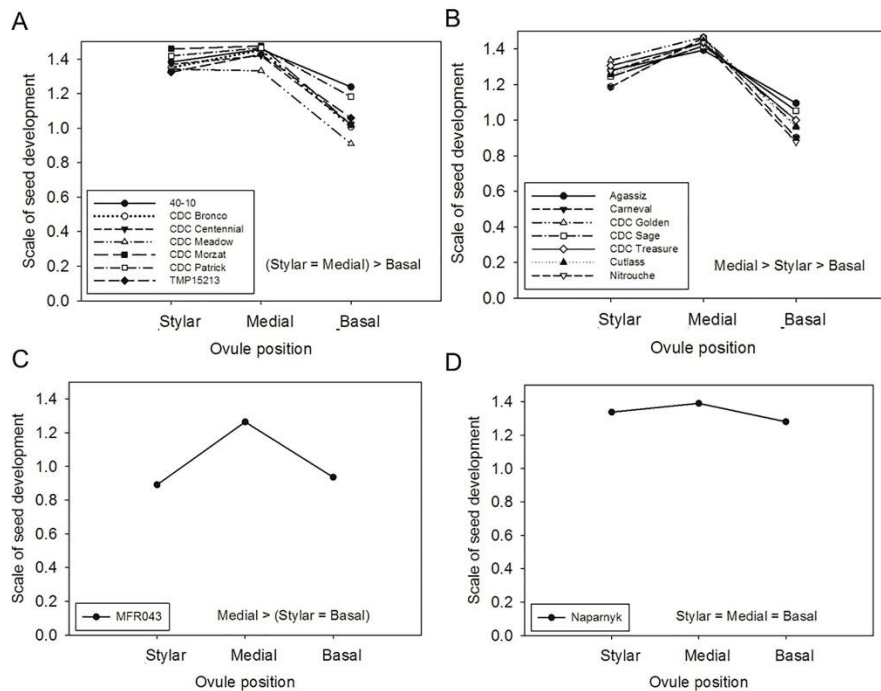 A
Scale of seed development
1.4
1.2
1.0
0.8
0.6
0.4
0.2
0.0
40-10
CDC Bronco
CDC Centennial
CDC Meadow
CDC Morzat
CDC Patrick
TMP15213
(Stylar = Medial) > Basal
Stylar Medial Basal
Ovule position
B
Scale of seed development
1.4
1.2
1.0
0.8
0.6
0.4
0.2
0.0
Agassiz
Carneval
CDC Golden
CDC Sage
CDC Treasure
Cutlass
Nitrouche
Medial > Stylar > Basal
Stylar Medial Basal
Ovule position
C
Scale of seed development
1.4
1.2
1.0
0.8
0.6
0.4
0.2
0.0
MFR043
Medial > (Stylar = Basal)
Stylar Medial Basal
Ovule position
D
Scale of seed development
1.4
1.2
1.0
0.8
0.6
0.4
0.2
0.0
Naparnyk
Stylar = Medial = Basal
Stylar Medial Basal
Ovule position